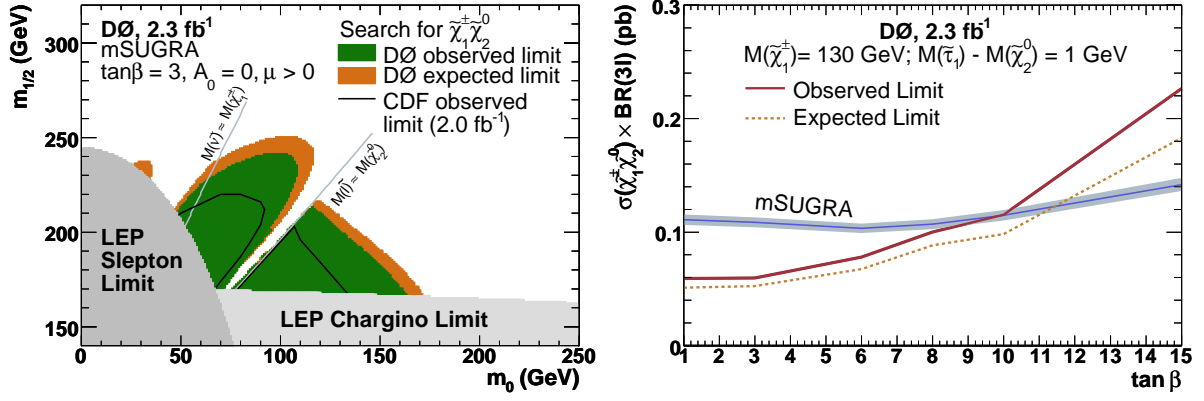 DØ, 2.3 fb⁻¹
mSUGRA
tanβ = 3, A₀ = 0, μ > 0
Search for χ̃₁± χ̃₂⁰
DØ observed limit
DØ expected limit
CDF observed
limit (2.0 fb⁻¹)
M(ν̃) ≈ M(χ̃₁±)
M(l̃) ≈ M(χ̃₂⁰)
LEP
Slepton
Limit
LEP Chargino Limit
m₁/₂ (GeV)
300
250
200
150
0 50 100 150 200 250
m₀ (GeV)
DØ, 2.3 fb⁻¹
M(χ̃₁±)= 130 GeV; M(τ̃₁) - M(χ̃₂⁰) = 1 GeV
Observed Limit
Expected Limit
mSUGRA
σ(χ̃₁± χ̃₂⁰) × BR(3l) (pb)
0.3
0.2
0.1
0
1 2 3 4 5 6 7 8 9 10 11 12 13 14 15
tan β